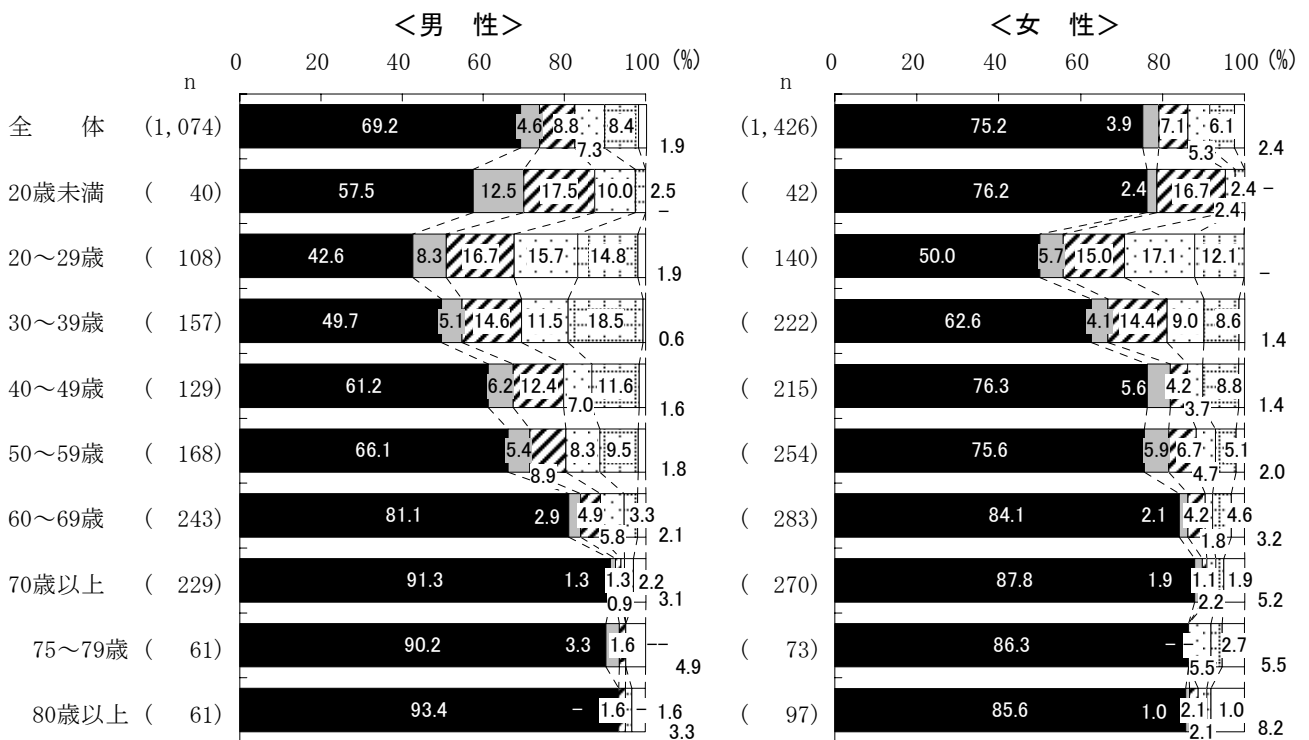 ＜男　性＞
＜女　性＞
0 20 40 60 80 100 (%)
0 20 40 60 80 100 (%)
n
n
全　体 (1,074) 69.2 4.6 8.8 7.3 8.4 1.9
(1,426) 75.2 3.9 7.1 5.3 6.1 2.4
20歳未満 ( 40) 57.5 12.5 17.5 10.0 2.5 −
( 42) 76.2 2.4 16.7 2.4 2.4 −
20～29歳 ( 108) 42.6 8.3 16.7 15.7 14.8 1.9
( 140) 50.0 5.7 15.0 17.1 12.1 −
30～39歳 ( 157) 49.7 5.1 14.6 11.5 18.5 0.6
( 222) 62.6 4.1 14.4 9.0 8.6 1.4
40～49歳 ( 129) 61.2 6.2 12.4 7.0 11.6 1.6
( 215) 76.3 5.6 4.2 3.7 8.8 1.4
50～59歳 ( 168) 66.1 5.4 8.9 8.3 9.5 1.8
( 254) 75.6 5.9 6.7 4.7 5.1 2.0
60～69歳 ( 243) 81.1 2.9 4.9 5.8 3.3 2.1
( 283) 84.1 2.1 4.2 1.8 4.6 3.2
70歳以上 ( 229) 91.3 1.3 1.3 0.9 2.2 3.1
( 270) 87.8 1.9 1.1 2.2 1.9 5.2
75～79歳 ( 61) 90.2 3.3 1.6 −− 4.9
( 73) 86.3 − − 5.5 2.7 5.5
80歳以上 ( 61) 93.4 − 1.6 − 1.6 3.3
( 97) 85.6 1.0 2.1 2.1 1.0 8.2